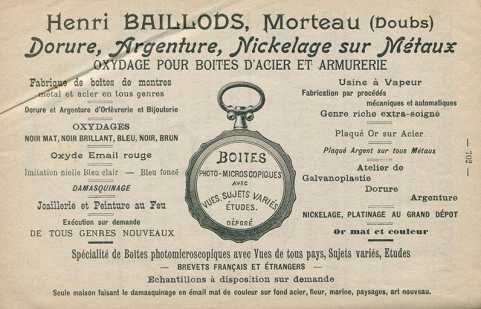 Henri BAILLODS, Morteau (Doubs)
Dorure, Argenture, Nickelage sur Métaux
OXYDAGE POUR BOITES D'ACIER ET ARMURERIE
Fabrique de boîtes de montres
métal et acier en tous genres
Dorure et Argenture d'Orfèvrerie et Bijouterie
OXYDAGES
NOIR MAT, NOIR BRILLANT, BLEU, NOIR, BRUN
Oxyde Email rouge
Imitation nielle Bleu clair — Bleu foncé
DAMASQUINAGE
Joaillerie et Peinture au Feu
Exécution sur demande
DE TOUS GENRES NOUVEAUX
BOITES
PHOTO-MICROSCOPIQUES
AVEC
VUES, SUJETS VARIÉS
ÉTUDES.
DÉPOSÉ
Usine à Vapeur
Fabrication par procédés
mécaniques et automatiques
Genre riche extra-soigné
Plaqué Or sur Acier
Plaqué Argent sur tous Métaux
Atelier de
Galvanoplastie
Dorure
Argenture
NICKELAGE, PLATINAGE AU GRAND DÉPOT
Or mat et couleur
— 702 —
Spécialité de Boîtes photomicroscopiques avec Vues de tous pays, Sujets variés, Etudes
— BREVETS FRANÇAIS ET ÉTRANGERS —
Echantillons à disposition sur demande
Seule maison faisant le damasquinage en émail mat de couleur sur fond acier, fleur, marine, paysages, art nouveau.